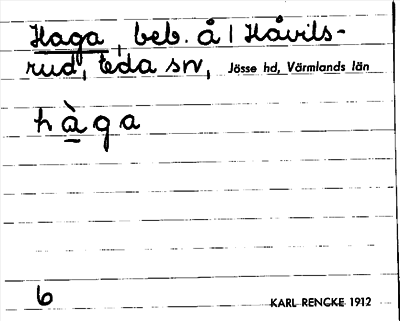 Haga, beb. å 1 Håvils-
rud, Eda sn, Jösse hd, Värmlands län
hàga
6 KARL RENCKE 1912